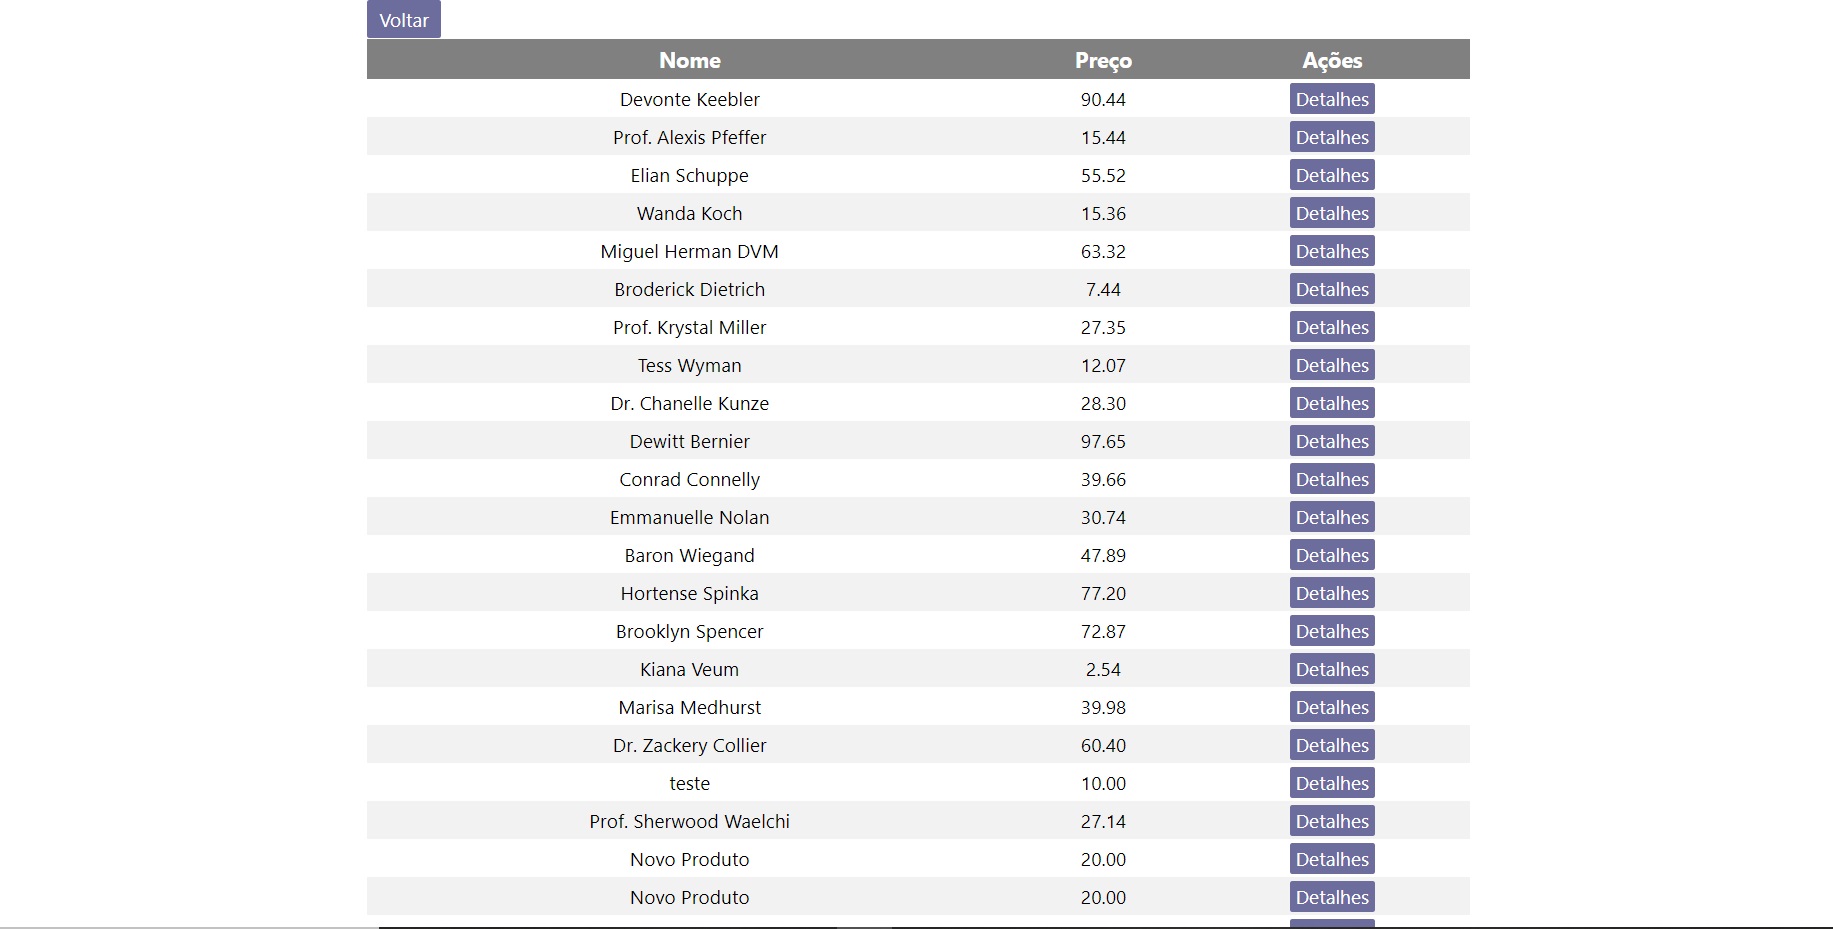 Voltar
Nome Preço Ações
Devonte Keebler 90.44 Detalhes
Prof. Alexis Pfeffer 15.44 Detalhes
Elian Schuppe 55.52 Detalhes
Wanda Koch 15.36 Detalhes
Miguel Herman DVM 63.32 Detalhes
Broderick Dietrich 7.44 Detalhes
Prof. Krystal Miller 27.35 Detalhes
Tess Wyman 12.07 Detalhes
Dr. Chanelle Kunze 28.30 Detalhes
Dewitt Bernier 97.65 Detalhes
Conrad Connelly 39.66 Detalhes
Emmanuelle Nolan 30.74 Detalhes
Baron Wiegand 47.89 Detalhes
Hortense Spinka 77.20 Detalhes
Brooklyn Spencer 72.87 Detalhes
Kiana Veum 2.54 Detalhes
Marisa Medhurst 39.98 Detalhes
Dr. Zackery Collier 60.40 Detalhes
teste 10.00 Detalhes
Prof. Sherwood Waelchi 27.14 Detalhes
Novo Produto 20.00 Detalhes
Novo Produto 20.00 Detalhes